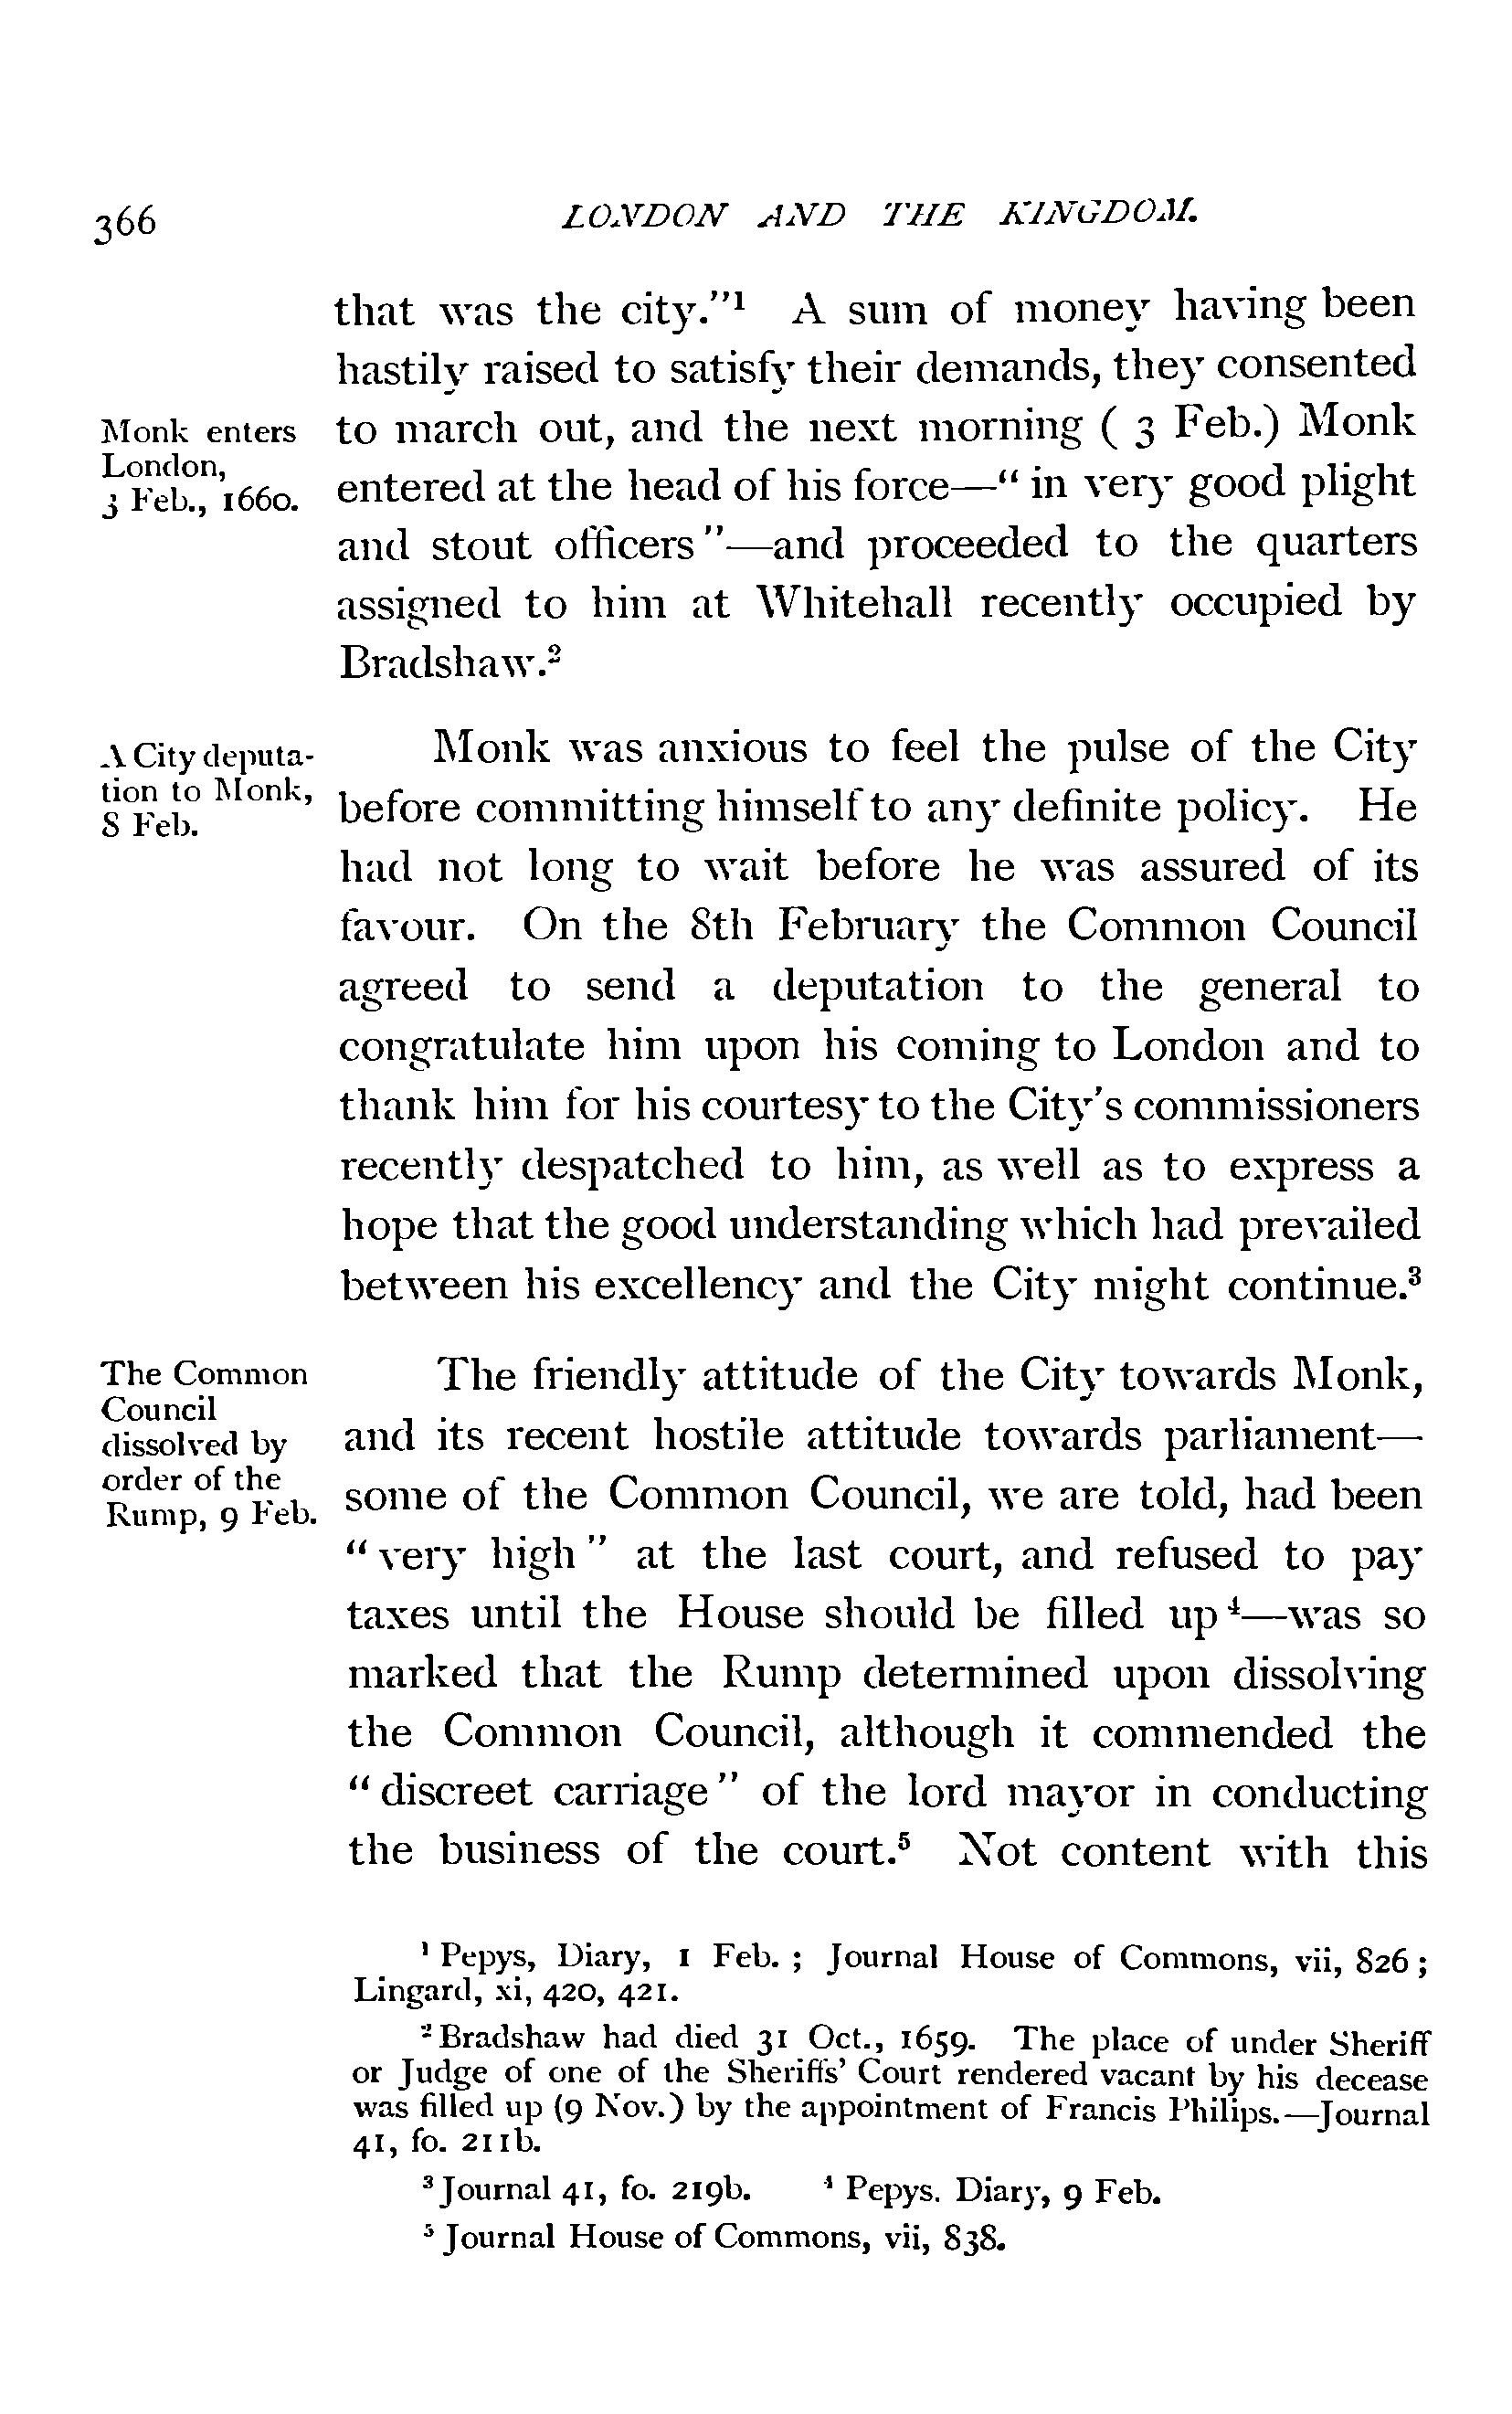 366
LONDON AND THE KINGDOM.
that was the city."¹ A sum of money having been
hastily raised to satisfy their demands, they consented
Monk enters
London,
3 Feb., 1660.
to march out, and the next morning ( 3 Feb.) Monk
entered at the head of his force—" in very good plight
and stout officers "—and proceeded to the quarters
assigned to him at Whitehall recently occupied by
Bradshaw.²
A City deputa-
tion to Monk,
8 Feb.
Monk was anxious to feel the pulse of the City
before committing himself to any definite policy. He
had not long to wait before he was assured of its
favour. On the 8th February the Common Council
agreed to send a deputation to the general to
congratulate him upon his coming to London and to
thank him for his courtesy to the City's commissioners
recently despatched to him, as well as to express a
hope that the good understanding which had prevailed
between his excellency and the City might continue.³
The Common
Council
dissolved by
order of the
Rump, 9 Feb.
The friendly attitude of the City towards Monk,
and its recent hostile attitude towards parliament—
some of the Common Council, we are told, had been
" very high " at the last court, and refused to pay
taxes until the House should be filled up⁴—was so
marked that the Rump determined upon dissolving
the Common Council, although it commended the
" discreet carriage " of the lord mayor in conducting
the business of the court.⁵ Not content with this
¹ Pepys, Diary, 1 Feb. ; Journal House of Commons, vii, 826 ;
Lingard, xi, 420, 421.
² Bradshaw had died 31 Oct., 1659. The place of under Sheriff
or Judge of one of the Sheriffs' Court rendered vacant by his decease
was filled up (9 Nov.) by the appointment of Francis Philips.—Journal
41, fo. 211b.
³ Journal 41, fo. 219b. ⁴ Pepys. Diary, 9 Feb.
⁵ Journal House of Commons, vii, 838.